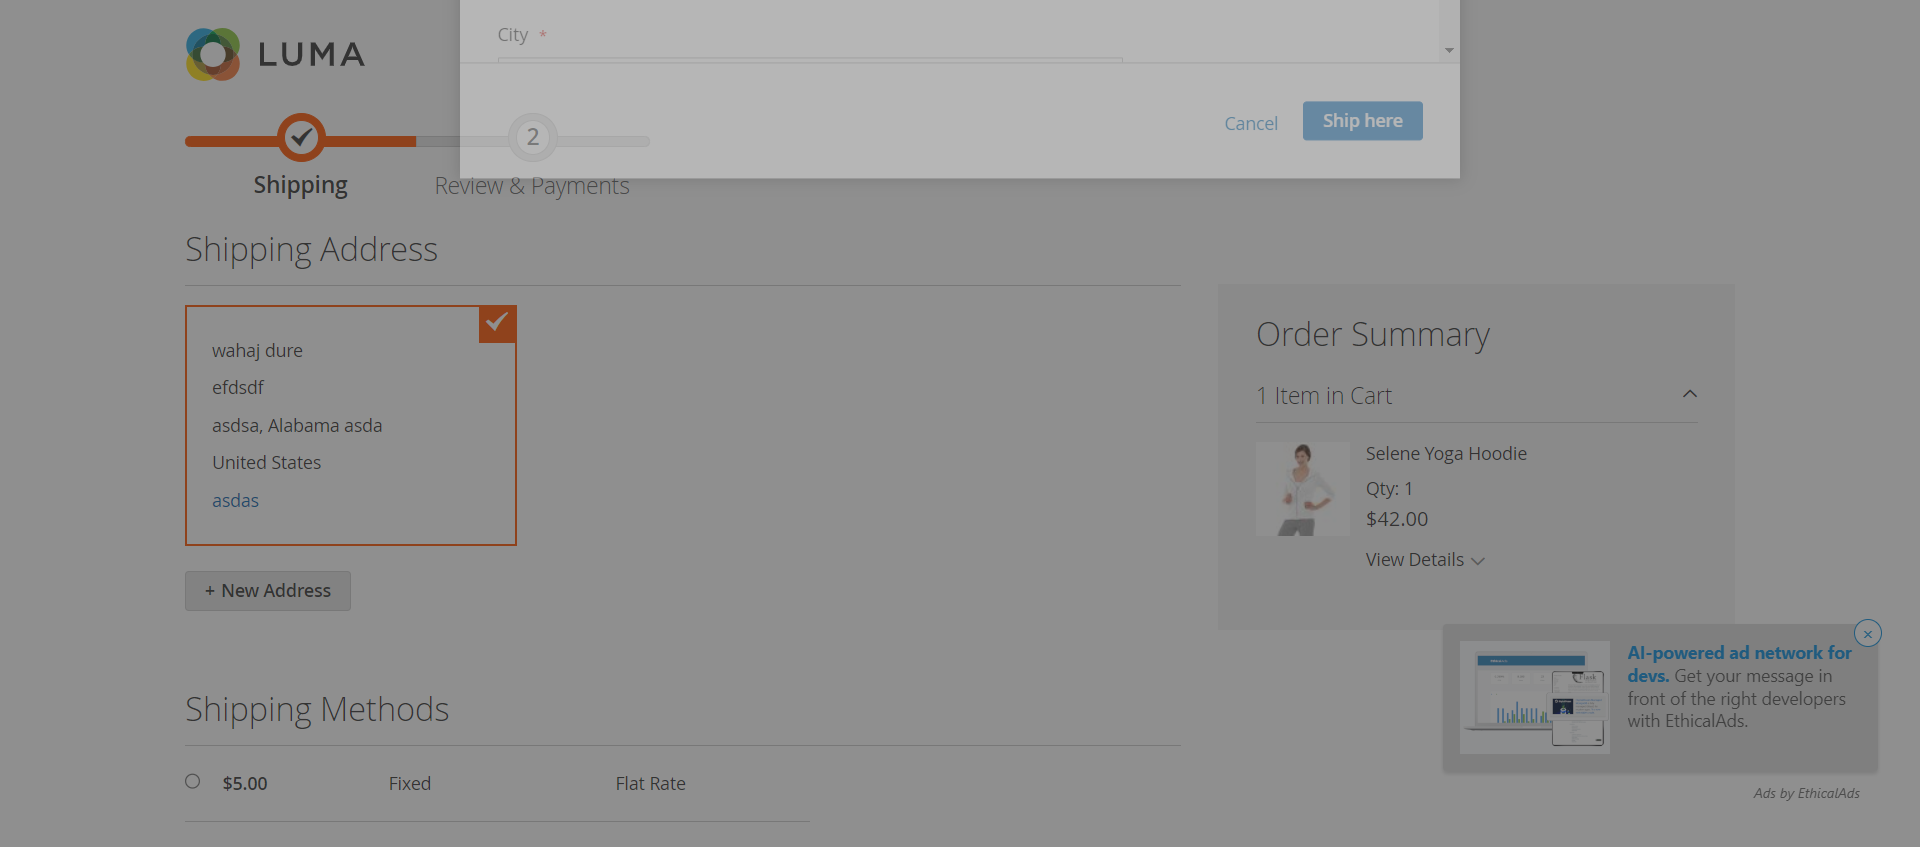 City *
LUMA
Cancel
Ship here
2
Shipping
Review & Payments
Shipping Address
wahaj dure
efdsdf
asdsa, Alabama asda
United States
asdas
+ New Address
Order Summary
1 Item in Cart
Selene Yoga Hoodie
Qty: 1
$42.00
View Details
AI-powered ad network for
devs. Get your message in
front of the right developers
with EthicalAds.
Ads by EthicalAds
Shipping Methods
$5.00
Fixed
Flat Rate